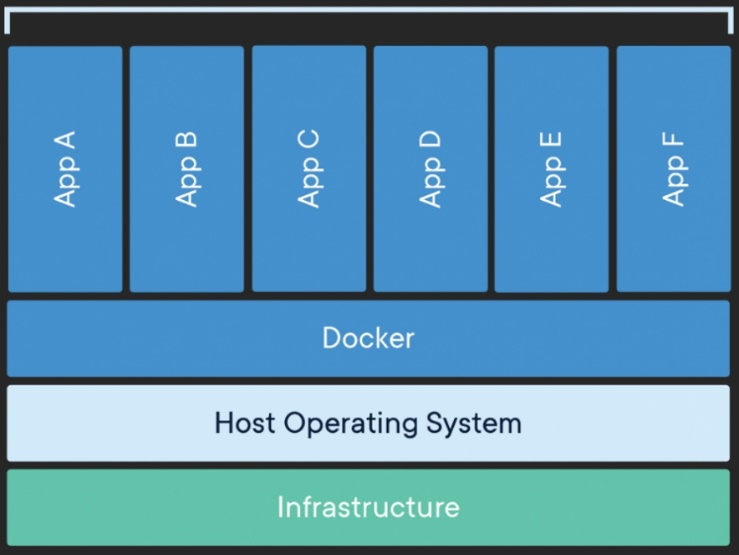 App A
App B
App C
App D
App E
App F
Docker
Host Operating System
Infrastructure